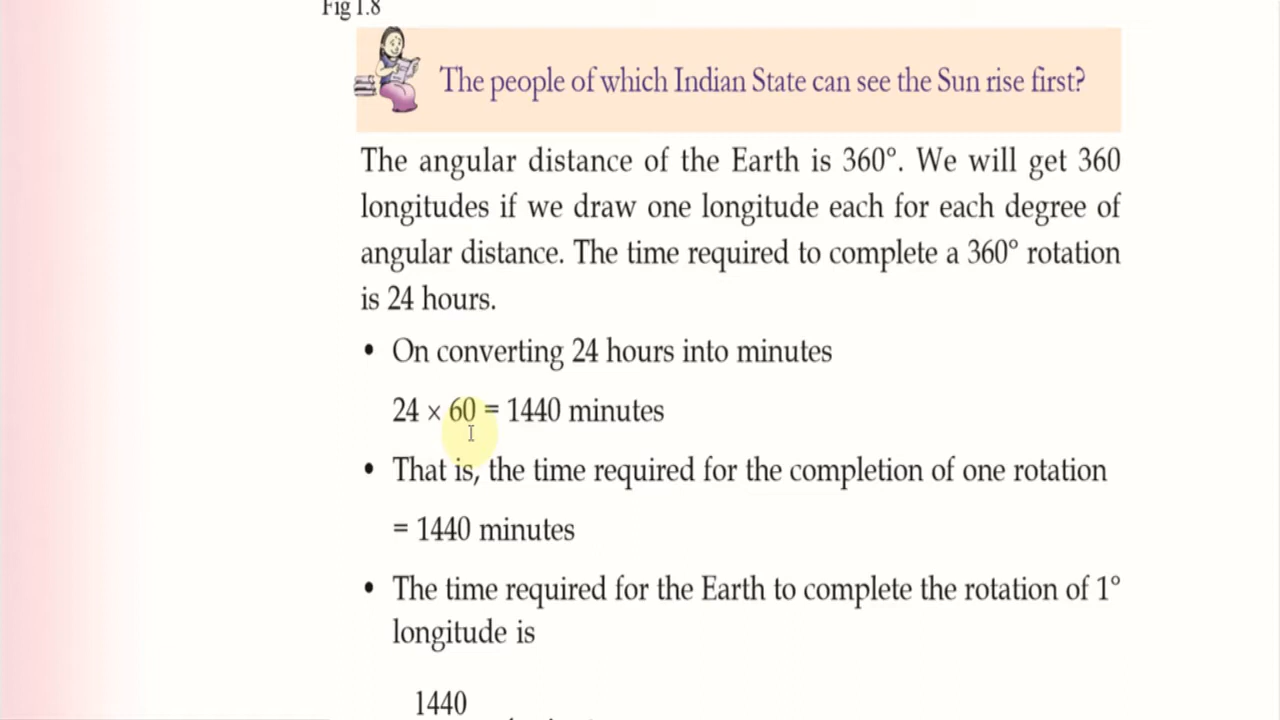 Fig 1.8
The people of which Indian State can see the Sun rise first?
The angular distance of the Earth is 360°. We will get 360
longitudes if we draw one longitude each for each degree of
angular distance. The time required to complete a 360° rotation
is 24 hours.
• On converting 24 hours into minutes
24 × 60 = 1440 minutes
• That is, the time required for the completion of one rotation
= 1440 minutes
• The time required for the Earth to complete the rotation of 1°
longitude is
1440